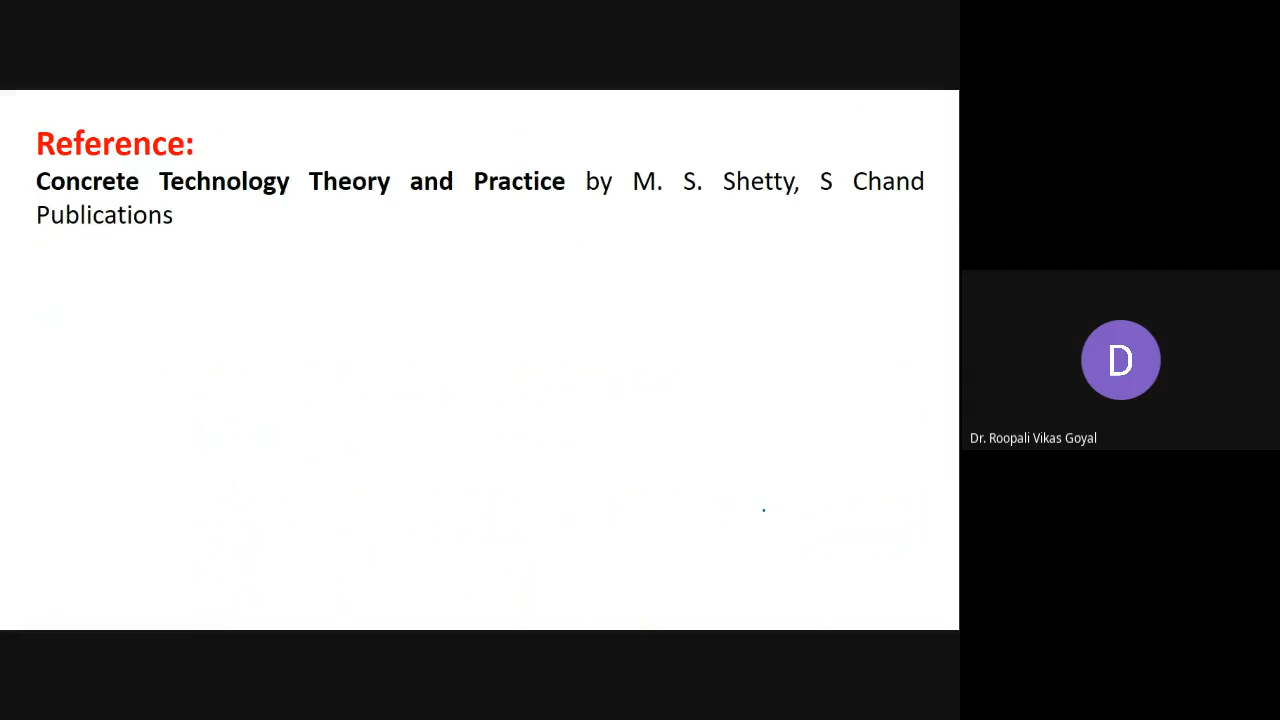 Reference:
Concrete Technology Theory and Practice by M. S. Shetty, S Chand
Publications
D
Dr. Roopali Vikas Goyal